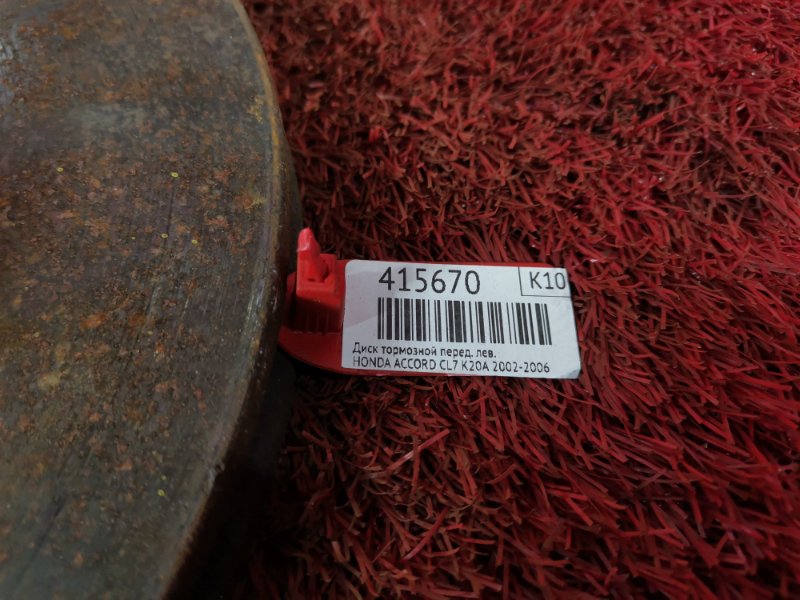 415670 K10
Диск тормозной перед. лев.
HONDA ACCORD CL7 K20A 2002-2006